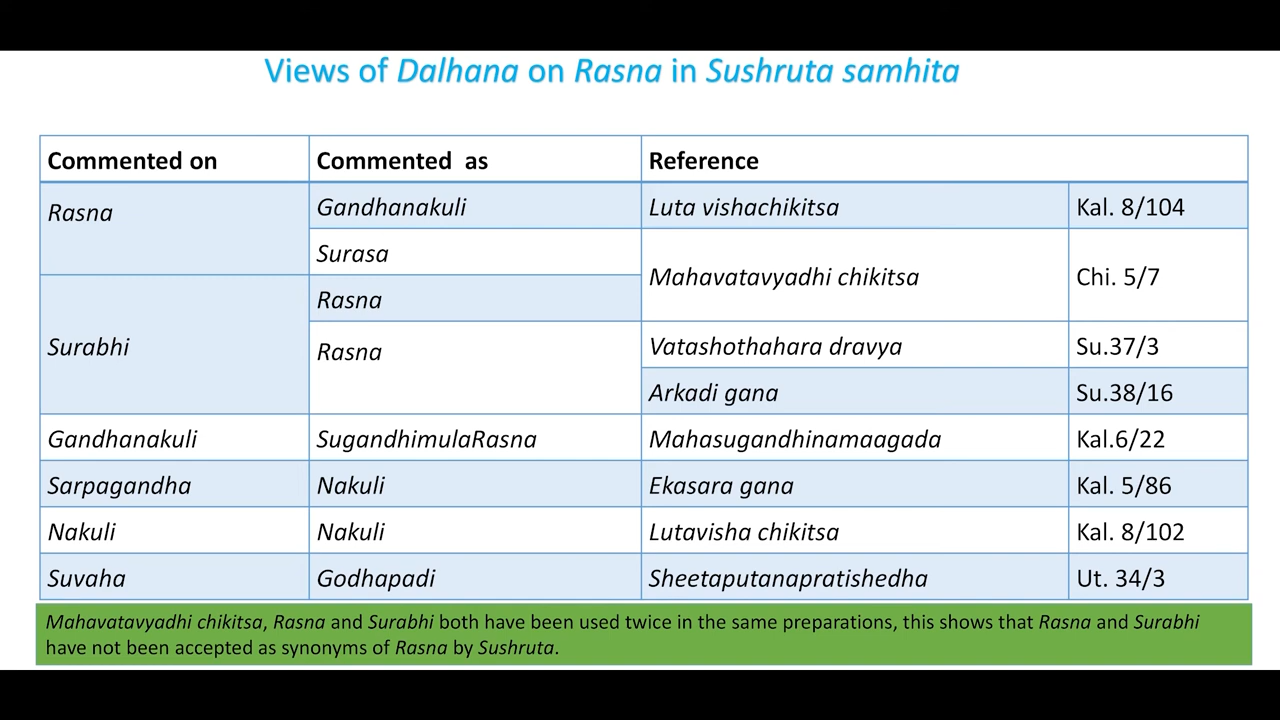 Views of Dalhana on Rasna in Sushruta samhita
Commented on Commented as Reference
Rasna Gandhanakuli Luta vishachikitsa Kal. 8/104
Surasa Mahavatavyadhi chikitsa Chi. 5/7
Surabhi Rasna
Rasna Vatashothahara dravya Su.37/3
Arkadi gana Su.38/16
Gandhanakuli SugandhimulaRasna Mahasugandhinamaagada Kal.6/22
Sarpagandha Nakuli Ekasara gana Kal. 5/86
Nakuli Nakuli Lutavisha chikitsa Kal. 8/102
Suvaha Godhapadi Sheetaputanapratishedha Ut. 34/3
Mahavatavyadhi chikitsa, Rasna and Surabhi both have been used twice in the same preparations, this shows that Rasna and Surabhi
have not been accepted as synonyms of Rasna by Sushruta.